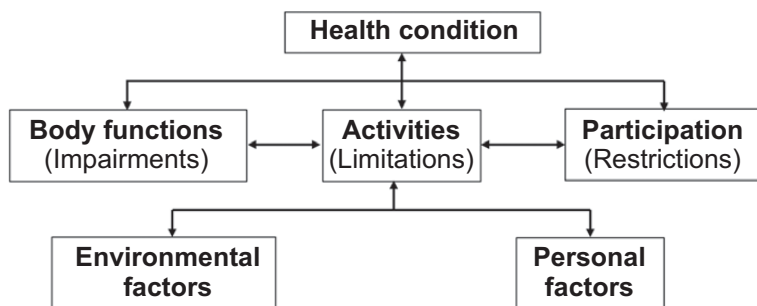 Health condition
Body functions
(Impairments)
Activities
(Limitations)
Participation
(Restrictions)
Environmental
factors
Personal
factors